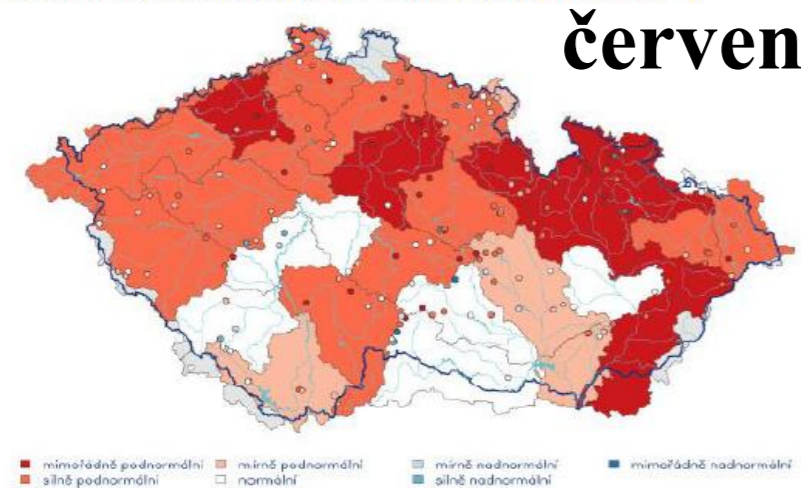 červen
mimořádně podnormální mírně podnormální mírně nadnormální mimořádně nadnormální
silně podnormální normální silně nadnormální